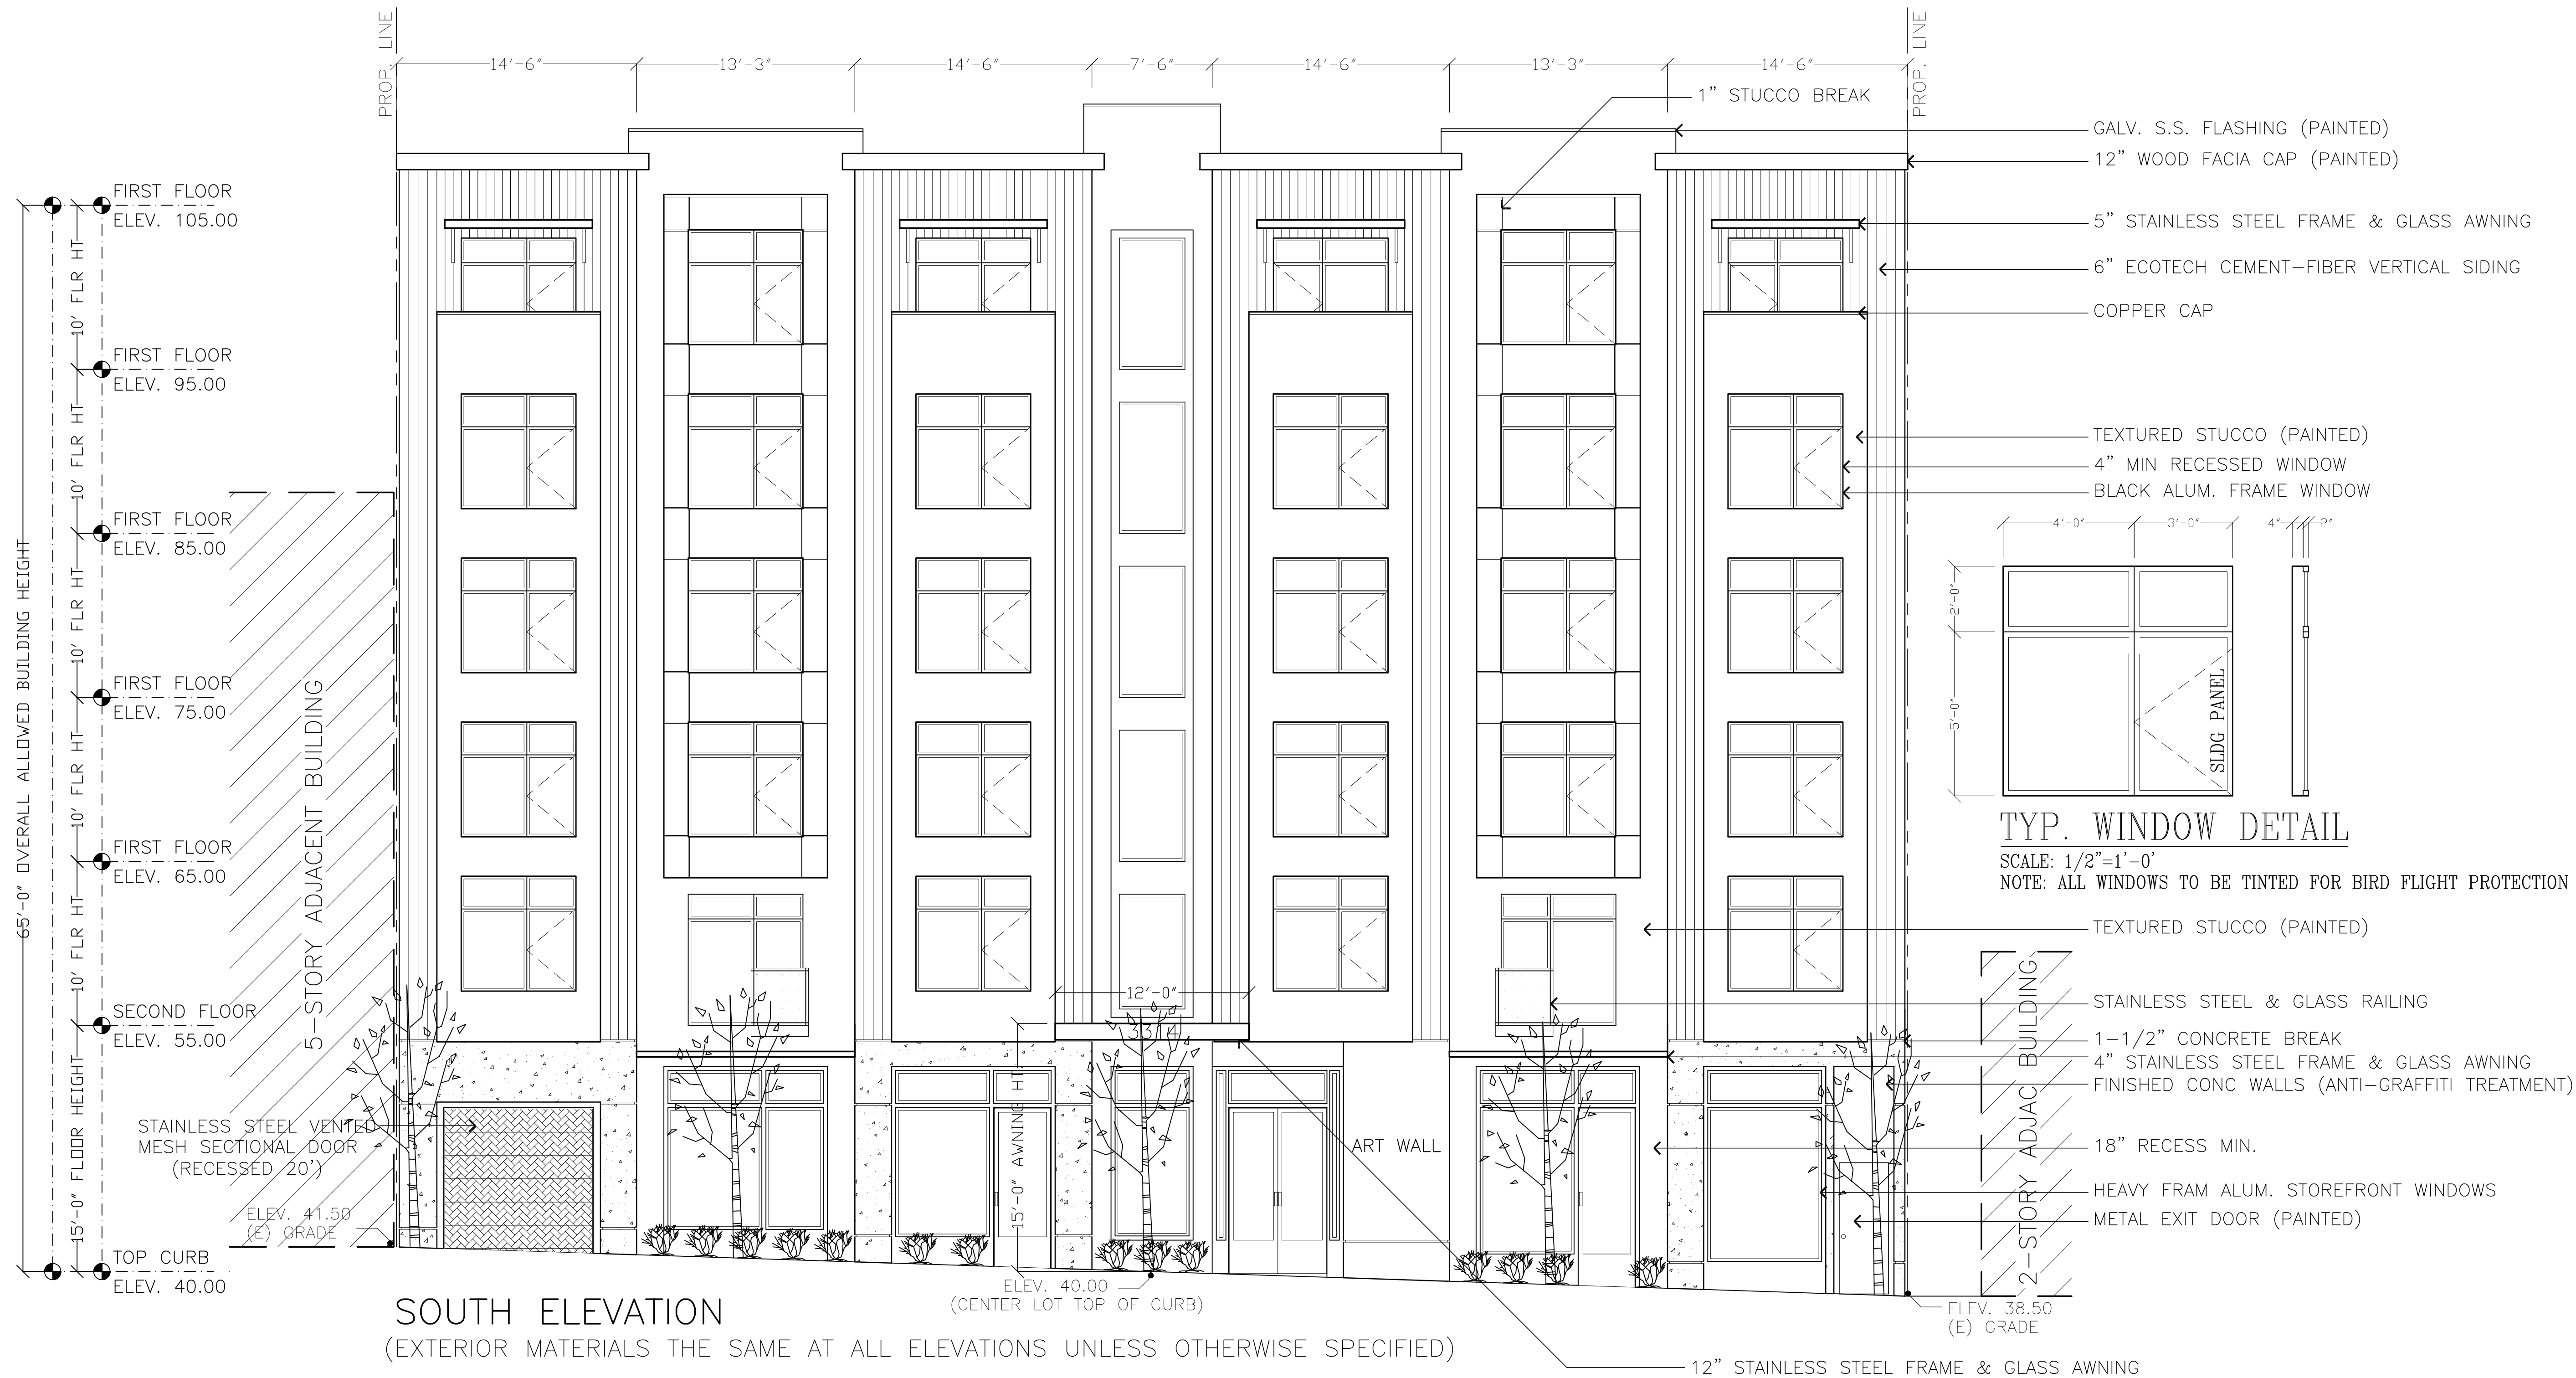 PROP. LINE
14'-6"
13'-3"
14'-6"
7'-6"
14'-6"
13'-3"
14'-6"
PROP. LINE
1" STUCCO BREAK
GALV. S.S. FLASHING (PAINTED)
12" WOOD FACIA CAP (PAINTED)
5" STAINLESS STEEL FRAME & GLASS AWNING
6" ECOTECH CEMENT-FIBER VERTICAL SIDING
COPPER CAP
TEXTURED STUCCO (PAINTED)
4" MIN RECESSED WINDOW
BLACK ALUM. FRAME WINDOW
FIRST FLOOR
ELEV. 105.00
10' FLR HT
FIRST FLOOR
ELEV. 95.00
10' FLR HT
FIRST FLOOR
ELEV. 85.00
10' FLR HT
FIRST FLOOR
ELEV. 75.00
10' FLR HT
FIRST FLOOR
ELEV. 65.00
10' FLR HT
SECOND FLOOR
ELEV. 55.00
15'-0" FLOOR HEIGHT
TOP CURB
ELEV. 40.00
65'-0" OVERALL ALLOWED BUILDING HEIGHT
5-STORY ADJACENT BUILDING
STAINLESS STEEL VENTED
MESH SECTIONAL DOOR
(RECESSED 20')
ELEV. 41.50
(E) GRADE
4'-0"
3'-0"
4"
2"
2'-0"
5'-0"
SLDG PANEL
TYP. WINDOW DETAIL
SCALE: 1/2"=1'-0'
NOTE: ALL WINDOWS TO BE TINTED FOR BIRD FLIGHT PROTECTION
TEXTURED STUCCO (PAINTED)
STAINLESS STEEL & GLASS RAILING
1-1/2" CONCRETE BREAK
4" STAINLESS STEEL FRAME & GLASS AWNING
FINISHED CONC WALLS (ANTI-GRAFFITI TREATMENT)
18" RECESS MIN.
HEAVY FRAM ALUM. STOREFRONT WINDOWS
METAL EXIT DOOR (PAINTED)
2-STORY ADJAC BUILDING
12'-0"
15'-0" AWNING HT.
ART WALL
ELEV. 40.00
(CENTER LOT TOP OF CURB)
ELEV. 38.50
(E) GRADE
SOUTH ELEVATION
(EXTERIOR MATERIALS THE SAME AT ALL ELEVATIONS UNLESS OTHERWISE SPECIFIED)
12" STAINLESS STEEL FRAME & GLASS AWNING